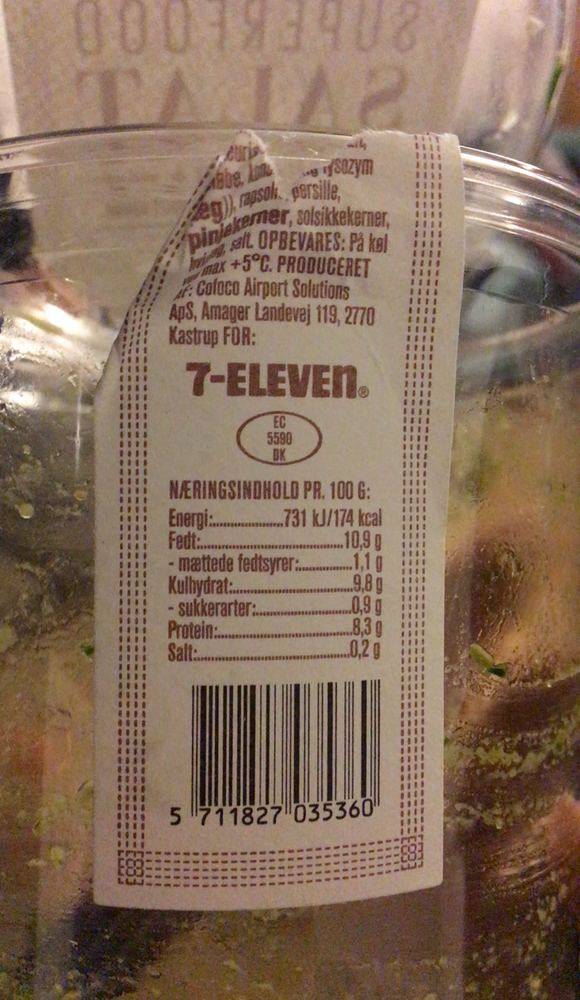 SUPERFOOD
SALAT
lysozym
æg)), rapsol persille,
pinjekerner, solsikkekerner,
salt. OPBEVARES: På køl
max +5°C. PRODUCERET
AF: Cofoco Airport Solutions
ApS, Amager Landevej 119, 2770
Kastrup FOR:
7-ELEVEN®
EC
5590
DK
NÆRINGSINDHOLD PR. 100 G:
Energi:..................731 kJ/174 kcal
Fedt:....................................10,9 g
- mættede fedtsyrer:.............1,1 g
Kulhydrat:.............................9,8 g
- sukkerarter:........................0,9 g
Protein:.................................8,3 g
Salt:......................................0,2 g
5 711827 035360